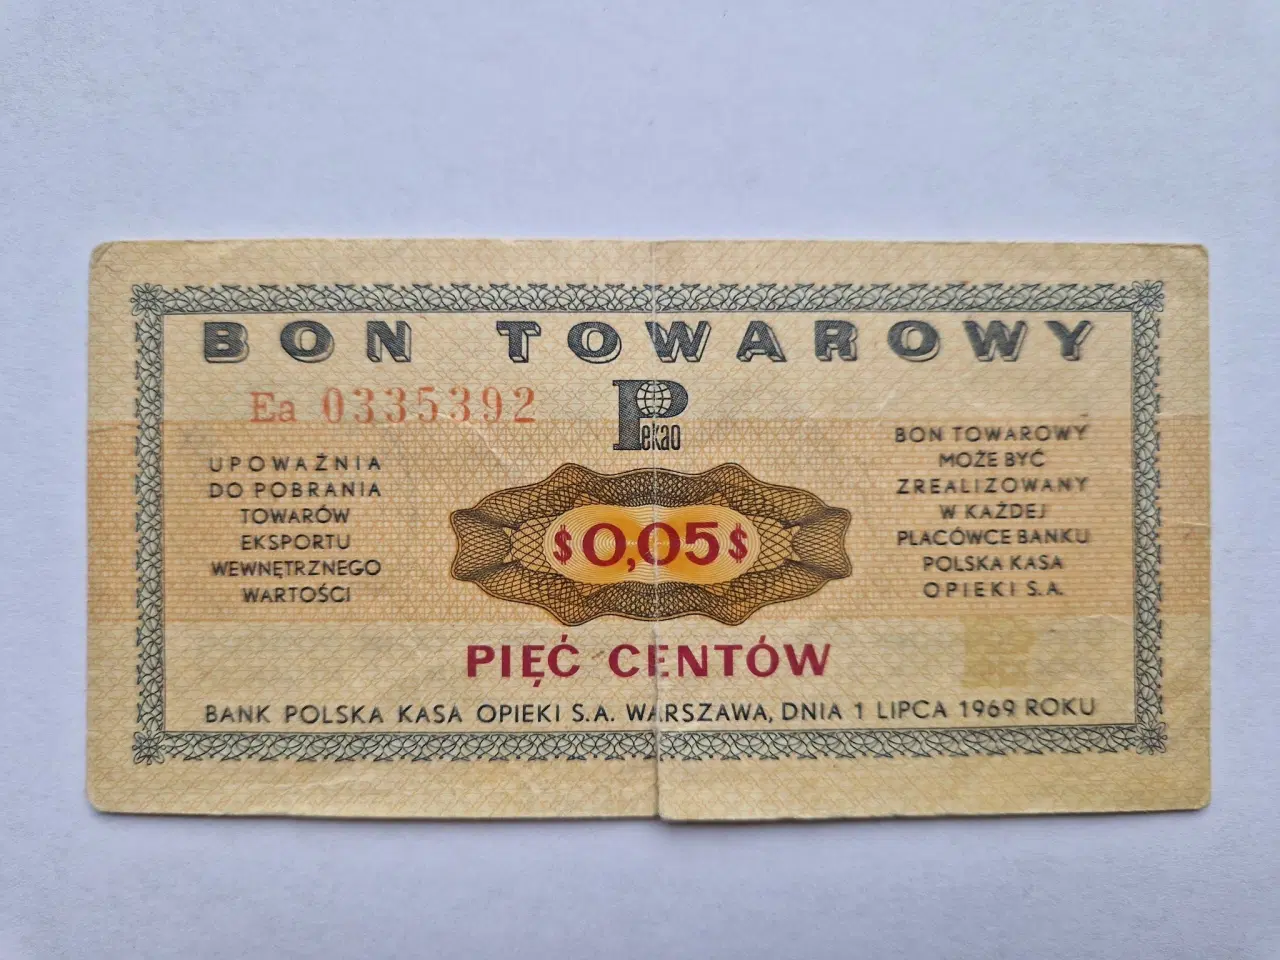 BON TOWAROWY
Ea 0335392
Pekao
UPOWAŻNIA
DO POBRANIA
TOWARÓW
EKSPORTU
WEWNĘTRZNEGO
WARTOŚCI
$0,05$
BON TOWAROWY
MOŻE BYĆ
ZREALIZOWANY
W KAŻDEJ
PLACÓWCE BANKU
POLSKA KASA
OPIEKI S.A.
PIĘĆ CENTÓW
BANK POLSKA KASA OPIEKI S.A. WARSZAWA, DNIA 1 LIPCA 1969 ROKU